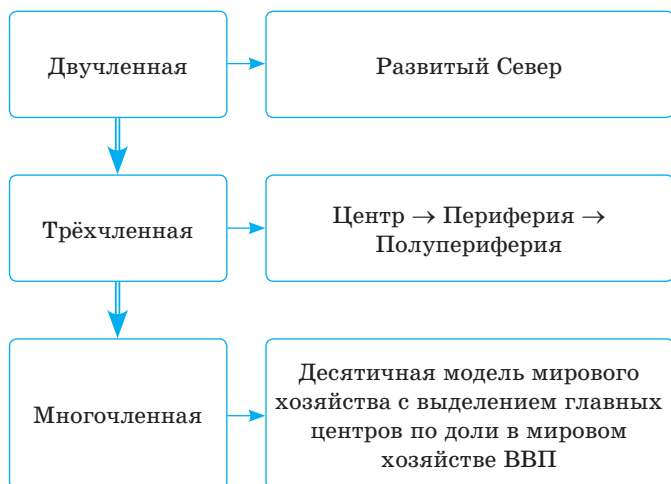 Двучленная
Развитый Север
Трёхчленная
Центр → Периферия →
Полупериферия
Многочленная
Десятичная модель мирового
хозяйства с выделением главных
центров по доли в мировом
хозяйстве ВВП